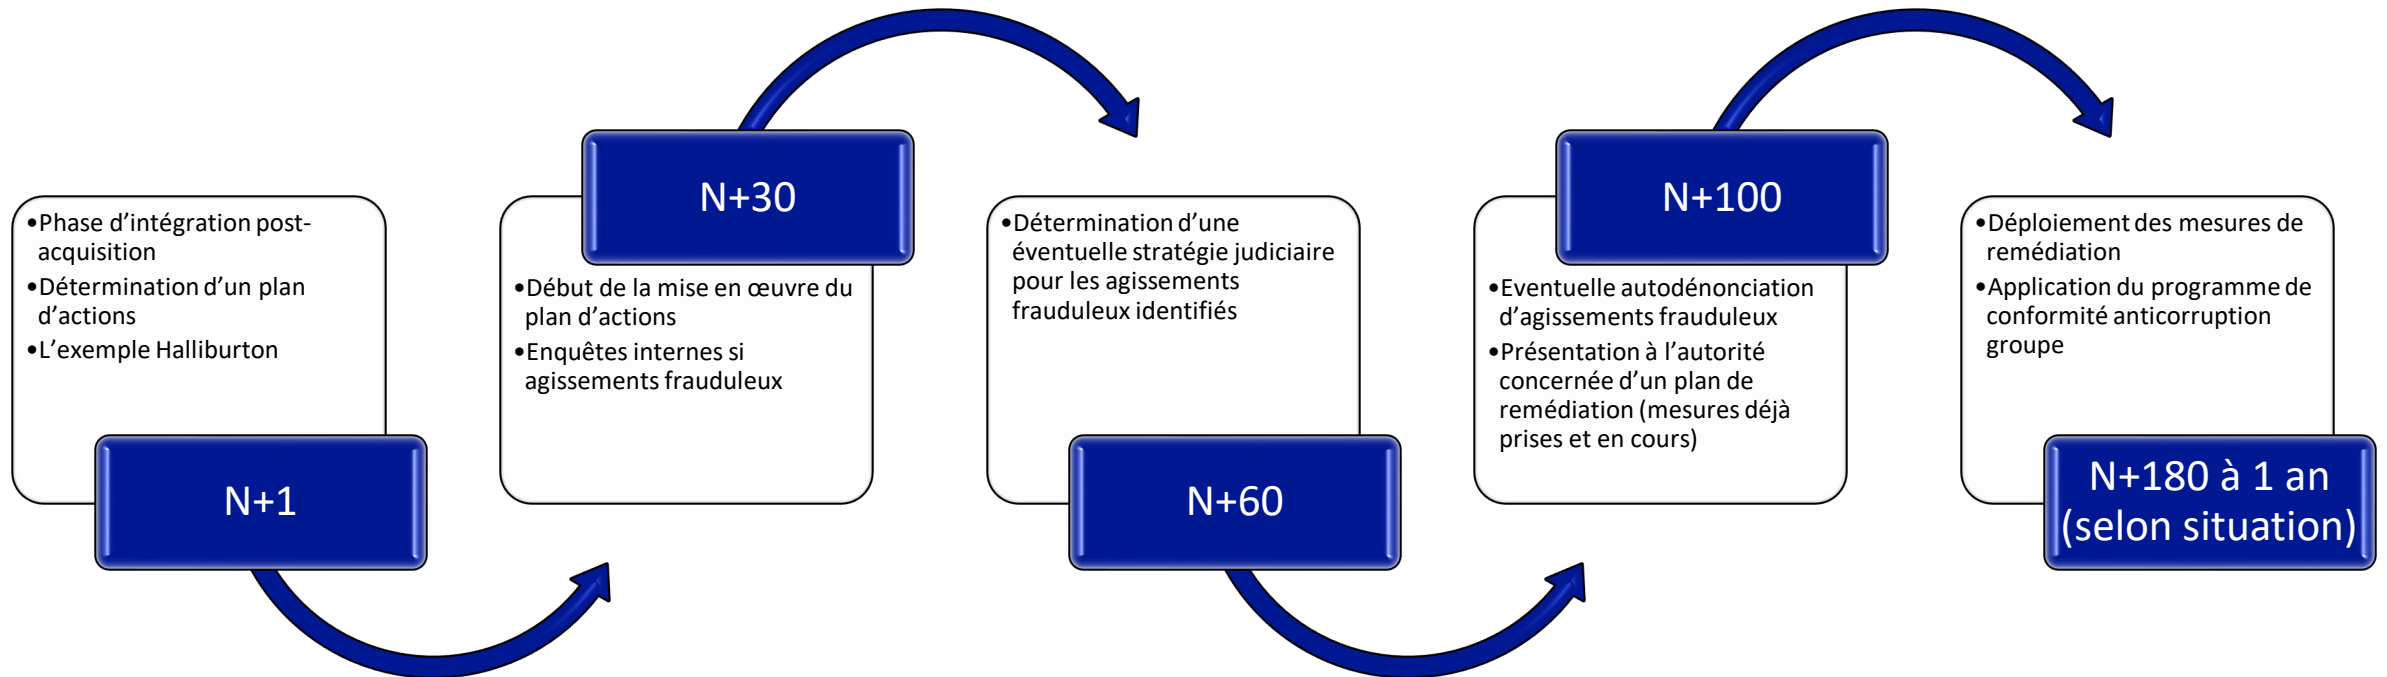 •Phase d’intégration post-
acquisition
•Détermination d’un plan
d’actions
•L’exemple Halliburton
N+1
N+30
•Début de la mise en œuvre du
plan d’actions
•Enquêtes internes si
agissements frauduleux
•Détermination d’une
éventuelle stratégie judiciaire
pour les agissements
frauduleux identifiés
N+60
N+100
•Eventuelle autodénonciation
d’agissements frauduleux
•Présentation à l’autorité
concernée d’un plan de
remédiation (mesures déjà
prises et en cours)
•Déploiement des mesures de
remédiation
•Application du programme de
conformité anticorruption
groupe
N+180 à 1 an
(selon situation)